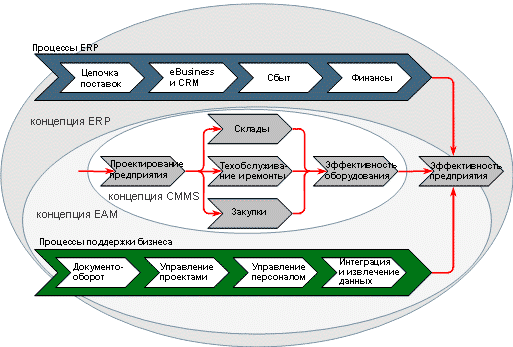 Процессы ERP
Цепочка
поставок
eBusiness
и CRM
Сбыт
Финансы
концепция ERP
Склады
Проектирование
предприятия
Техобслужива-
ние и ремонты
Эффективность
оборудования
Эффективность
предприятия
концепция CMMS
концепция EAM
Закупки
Процессы поддержки бизнеса
Документо-
оборот
Управление
проектами
Управление
персоналом
Интеграция
и извлечение
данных